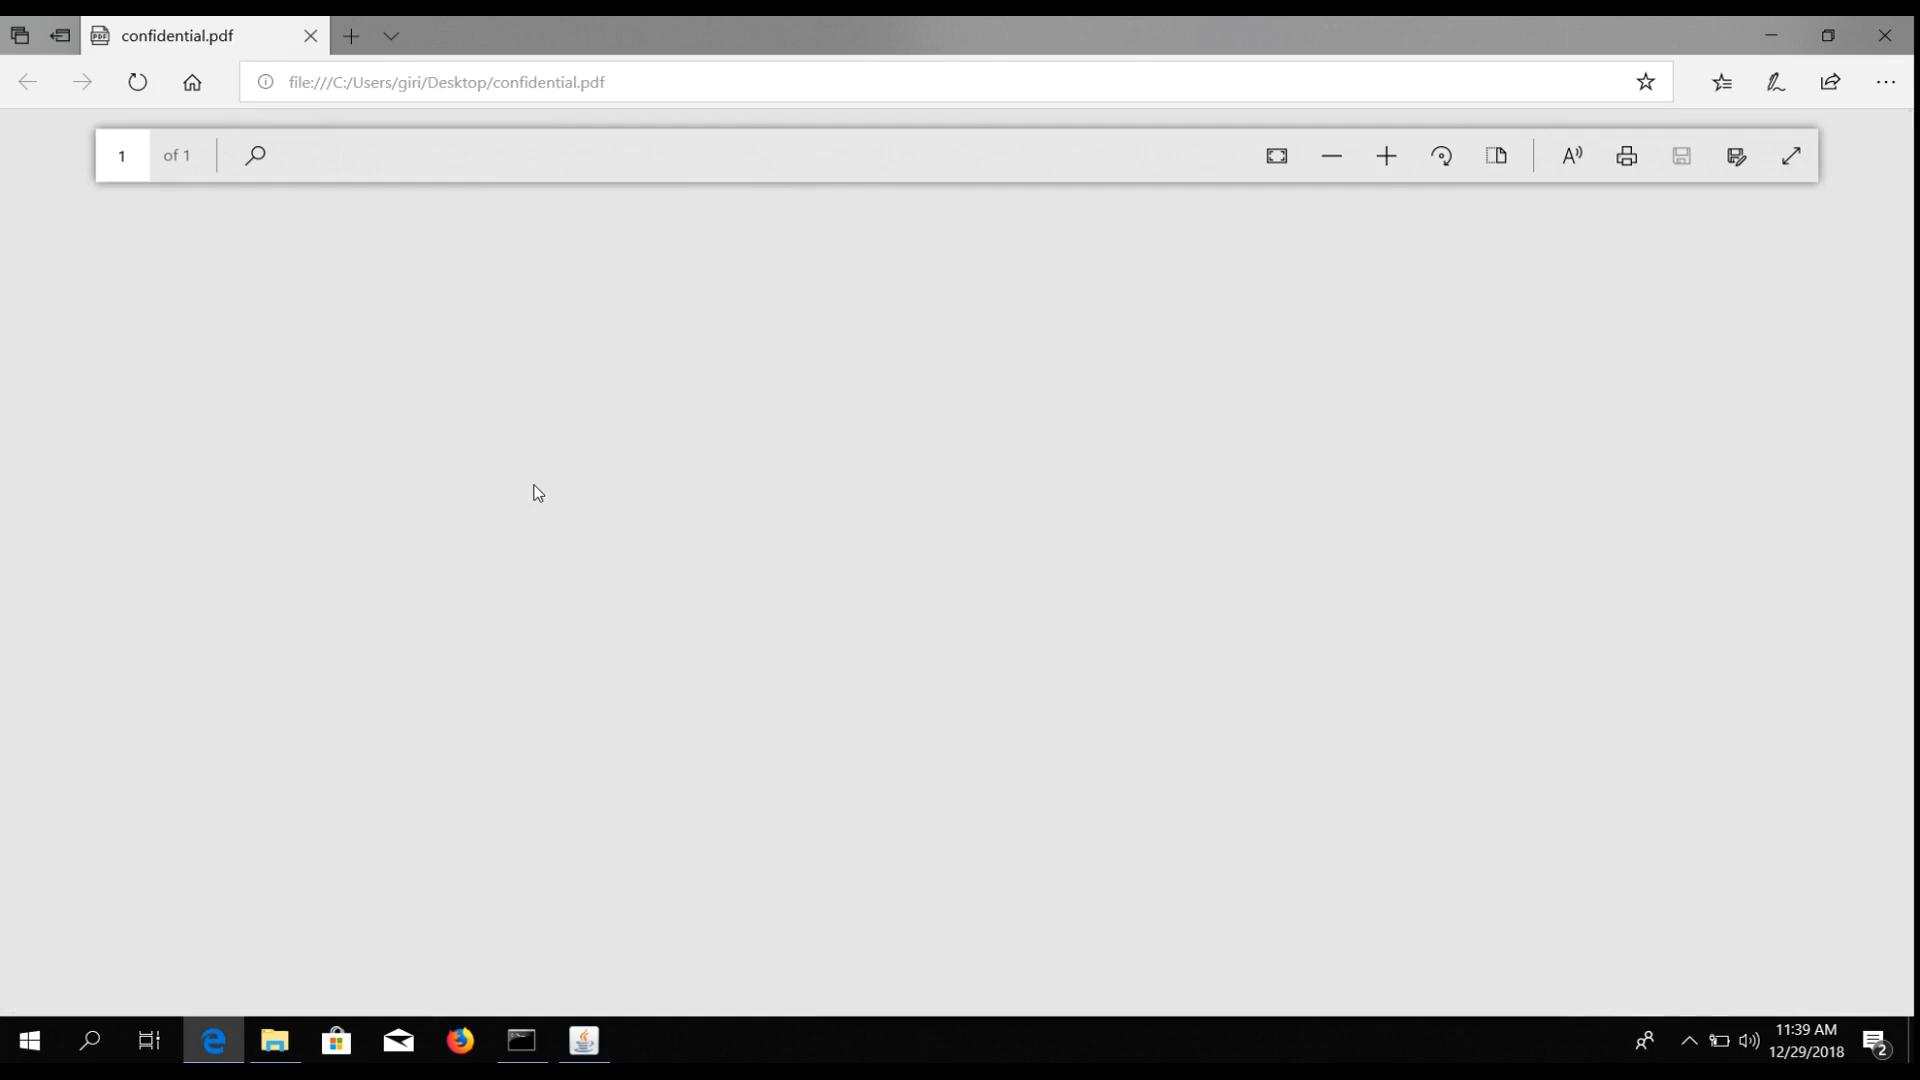 confidential.pdf
file:///C:/Users/giri/Desktop/confidential.pdf
1 of 1
11:39 AM
12/29/2018
2